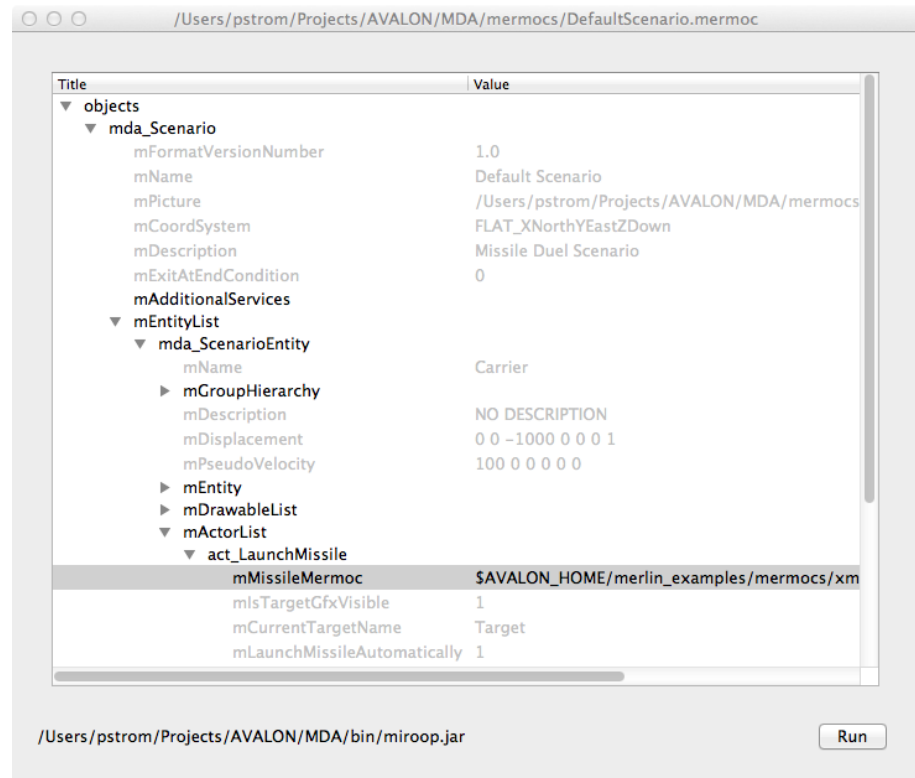 /Users/pstrom/Projects/AVALON/MDA/mermocs/DefaultScenario.mermoc
Title Value
objects
mda_Scenario
mFormatVersionNumber 1.0
mName Default Scenario
mPicture /Users/pstrom/Projects/AVALON/MDA/mermocs
mCoordSystem FLAT_XNorthYEastZDown
mDescription Missile Duel Scenario
mExitAtEndCondition 0
mAdditionalServices
mEntityList
mda_ScenarioEntity
mName Carrier
mGroupHierarchy
mDescription NO DESCRIPTION
mDisplacement 0 0 -1000 0 0 0 1
mPseudoVelocity 100 0 0 0 0 0
mEntity
mDrawableList
mActorList
act_LaunchMissile
mMissileMermoc $AVALON_HOME/merlin_examples/mermocs/xm
mIsTargetGfxVisible 1
mCurrentTargetName Target
mLaunchMissileAutomatically 1
/Users/pstrom/Projects/AVALON/MDA/bin/miroop.jar Run